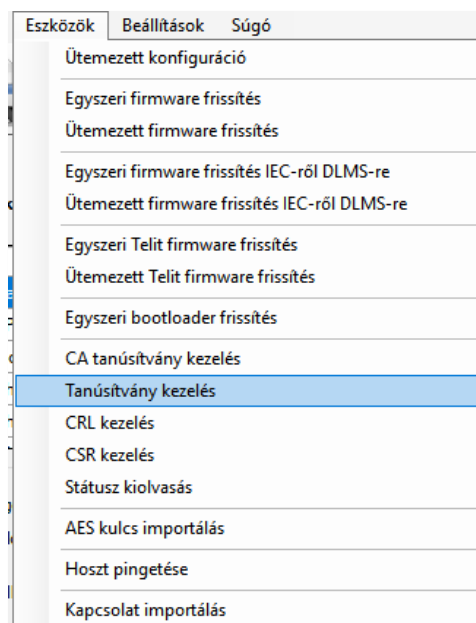 Eszközök Beállítások Súgó
Ütemezett konfiguráció
Egyszeri firmware frissítés
Ütemezett firmware frissítés
Egyszeri firmware frissítés IEC-ről DLMS-re
Ütemezett firmware frissítés IEC-ről DLMS-re
Egyszeri Telit firmware frissítés
Ütemezett Telit firmware frissítés
Egyszeri bootloader frissítés
CA tanúsítvány kezelés
Tanúsítvány kezelés
CRL kezelés
CSR kezelés
Státusz kiolvasás
AES kulcs importálás
Hoszt pingetése
Kapcsolat importálás